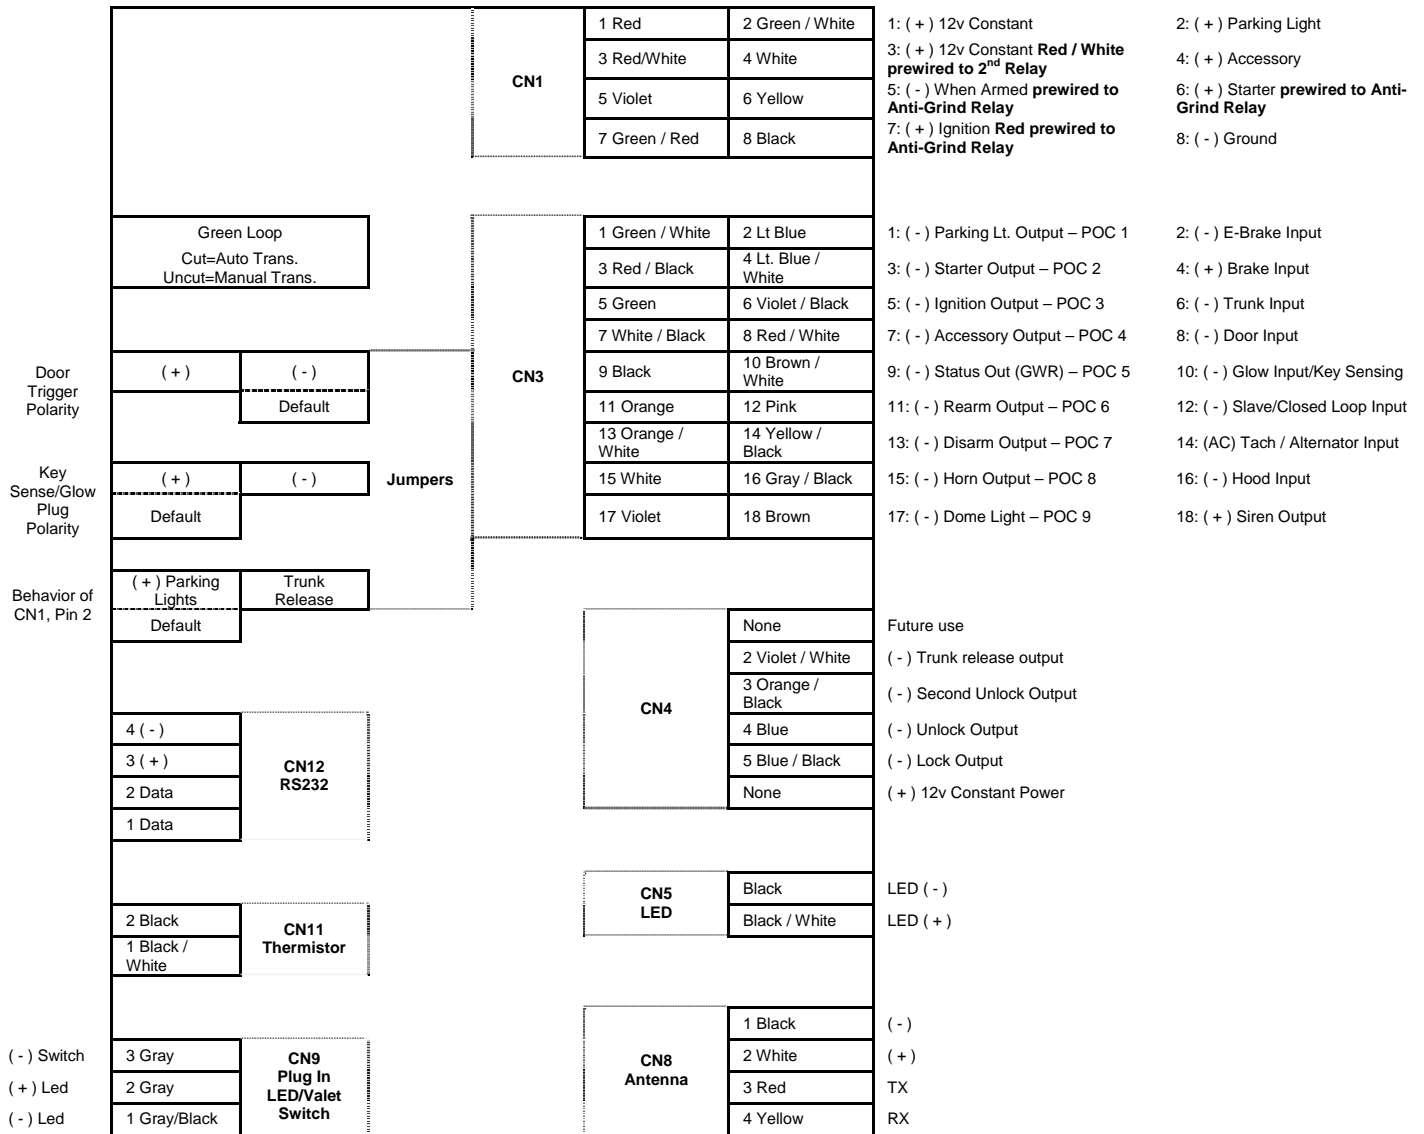 CN1
1 Red
2 Green / White
1: ( + ) 12v Constant
2: ( + ) Parking Light
3 Red/White
4 White
3: ( + ) 12v Constant Red / White
prewired to 2nd Relay
4: ( + ) Accessory
5 Violet
6 Yellow
5: ( - ) When Armed prewired to
Anti-Grind Relay
6: ( + ) Starter prewired to Anti-
Grind Relay
7 Green / Red
8 Black
7: ( + ) Ignition Red prewired to
Anti-Grind Relay
8: ( - ) Ground
Green Loop
Cut=Auto Trans.
Uncut=Manual Trans.
CN3
1 Green / White
2 Lt Blue
1: ( - ) Parking Lt. Output – POC 1
2: ( - ) E-Brake Input
3 Red / Black
4 Lt. Blue /
White
3: ( - ) Starter Output – POC 2
4: ( + ) Brake Input
5 Green
6 Violet / Black
5: ( - ) Ignition Output – POC 3
6: ( - ) Trunk Input
7 White / Black
8 Red / White
7: ( - ) Accessory Output – POC 4
8: ( - ) Door Input
9 Black
10 Brown /
White
9: ( - ) Status Out (GWR) – POC 5
10: ( - ) Glow Input/Key Sensing
11 Orange
12 Pink
11: ( - ) Rearm Output – POC 6
12: ( - ) Slave/Closed Loop Input
13 Orange /
White
14 Yellow /
Black
13: ( - ) Disarm Output – POC 7
14: (AC) Tach / Alternator Input
15 White
16 Gray / Black
15: ( - ) Horn Output – POC 8
16: ( - ) Hood Input
17 Violet
18 Brown
17: ( - ) Dome Light – POC 9
18: ( + ) Siren Output
Jumpers
Door
Trigger
Polarity
( + )
( - )
Default
Key
Sense/Glow
Plug
Polarity
( + )
( - )
Default
Behavior of
CN1, Pin 2
( + ) Parking
Lights
Trunk
Release
Default
CN4
None
Future use
2 Violet / White
( - ) Trunk release output
3 Orange /
Black
( - ) Second Unlock Output
4 Blue
( - ) Unlock Output
5 Blue / Black
( - ) Lock Output
None
( + ) 12v Constant Power
4 ( - )
3 ( + )
2 Data
1 Data
CN12
RS232
CN5
LED
Black
LED ( - )
Black / White
LED ( + )
2 Black
1 Black /
White
CN11
Thermistor
CN8
Antenna
1 Black
( - )
2 White
( + )
3 Red
TX
4 Yellow
RX
( - ) Switch
3 Gray
( + ) Led
2 Gray
( - ) Led
1 Gray/Black
CN9
Plug In
LED/Valet
Switch